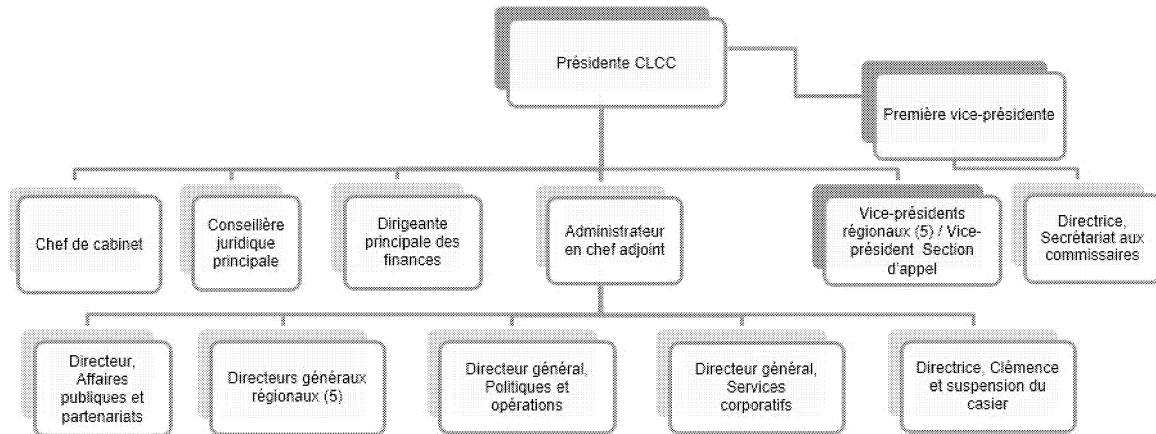 Présidente CLCC
Première vice-présidente
Chef de cabinet
Conseillère
juridique
principale
Dirigeante
principale des
finances
Administrateur
en chef adjoint
Vice-présidents
régionaux (5) / Vice-
président Section
d'appel
Directrice,
Secrétariat aux
commissaires
Directeur,
Affaires
publiques et
partenariats
Directeurs généraux
régionaux (5)
Directeur général,
Politiques et
opérations
Directeur général,
Services
corporatifs
Directrice, Clémence
et suspension du
casier